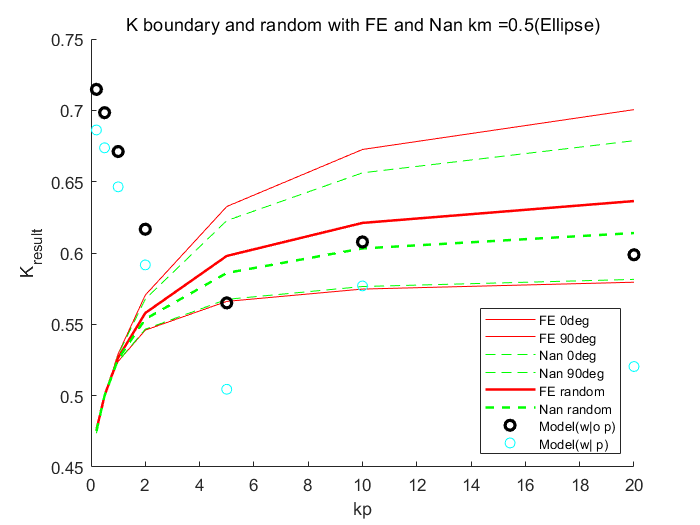 K boundary and random with FE and Nan km =0.5(Ellipse)
0.75
0.7
0.65
0.6
0.55
0.5
0.45
K_result
0 2 4 6 8 10 12 14 16 18 20
kp
FE 0deg
FE 90deg
Nan 0deg
Nan 90deg
FE random
Nan random
Model(w|o p)
Model(w| p)